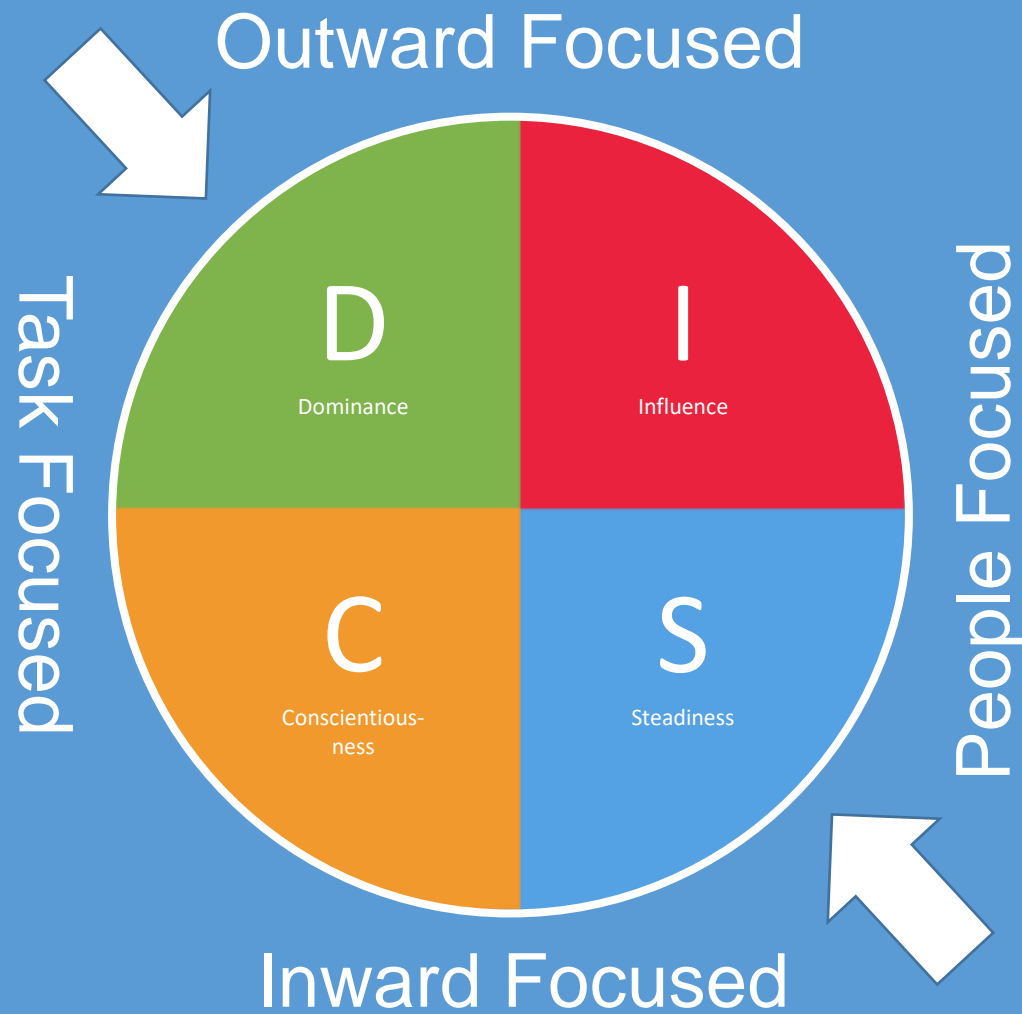 Outward Focused
Task Focused
D
Dominance
I
Influence
People Focused
C
Conscientious-
ness
S
Steadiness
Inward Focused